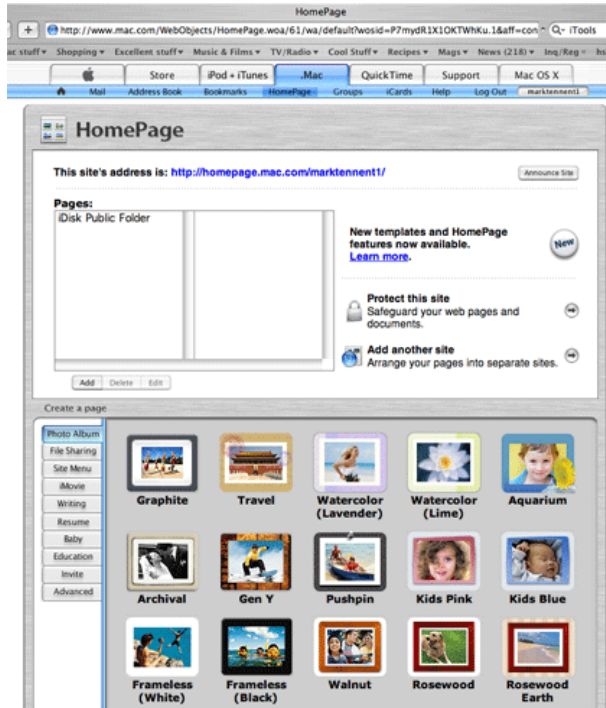 HomePage
http://www.mac.com/WebObjects/HomePage.woa/61/wa/default?wosid=P7mydR1X1OKTWhKu.1&aff=con
iTools
ac stuff Shopping Excellent stuff Music & Films TV/Radio Cool Stuff Recipes Mags News (218) Inq/Reg hs
Store iPod + iTunes .Mac QuickTime Support Mac OS X
Mail Address Book Bookmarks HomePage Groups iCards Help Log Out marktennent1
HomePage
This site's address is: http://homepage.mac.com/marktennent1/
Announce Site
Pages:
iDisk Public Folder
New templates and HomePage
features now available.
Learn more.
New
Protect this site
Safeguard your web pages and
documents.
Add another site
Arrange your pages into separate sites.
Add Delete Edit
Create a page
Photo Album
File Sharing
Site Menu
iMovie
Writing
Resume
Baby
Education
Invite
Advanced
Graphite Travel Watercolor (Lavender) Watercolor (Lime) Aquarium
Archival Gen Y Pushpin Kids Pink Kids Blue
Frameless (White) Frameless (Black) Walnut Rosewood Rosewood Earth